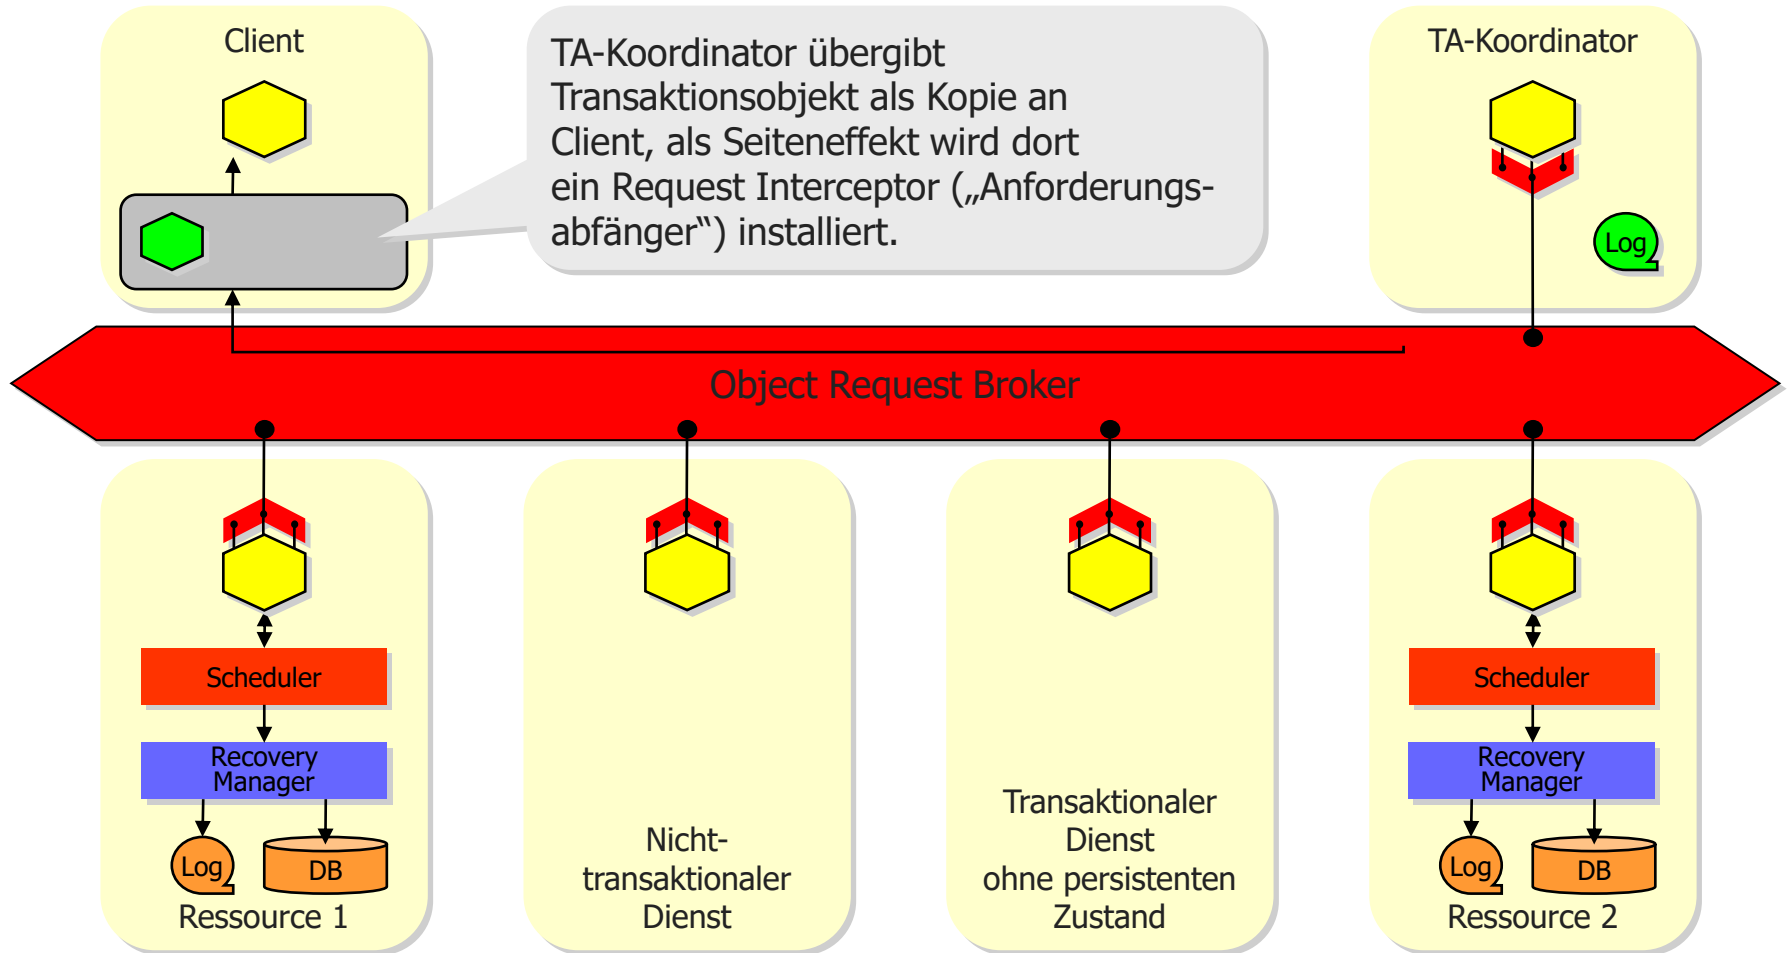 Client
TA-Koordinator übergibt
Transaktionsobjekt als Kopie an
Client, als Seiteneffekt wird dort
ein Request Interceptor („Anforderungs-
abfänger“) installiert.
TA-Koordinator
Log
Object Request Broker
Scheduler
Recovery
Manager
Log
DB
Ressource 1
Nicht-
transaktionaler
Dienst
Transaktionaler
Dienst
ohne persistenten
Zustand
Scheduler
Recovery
Manager
Log
DB
Ressource 2